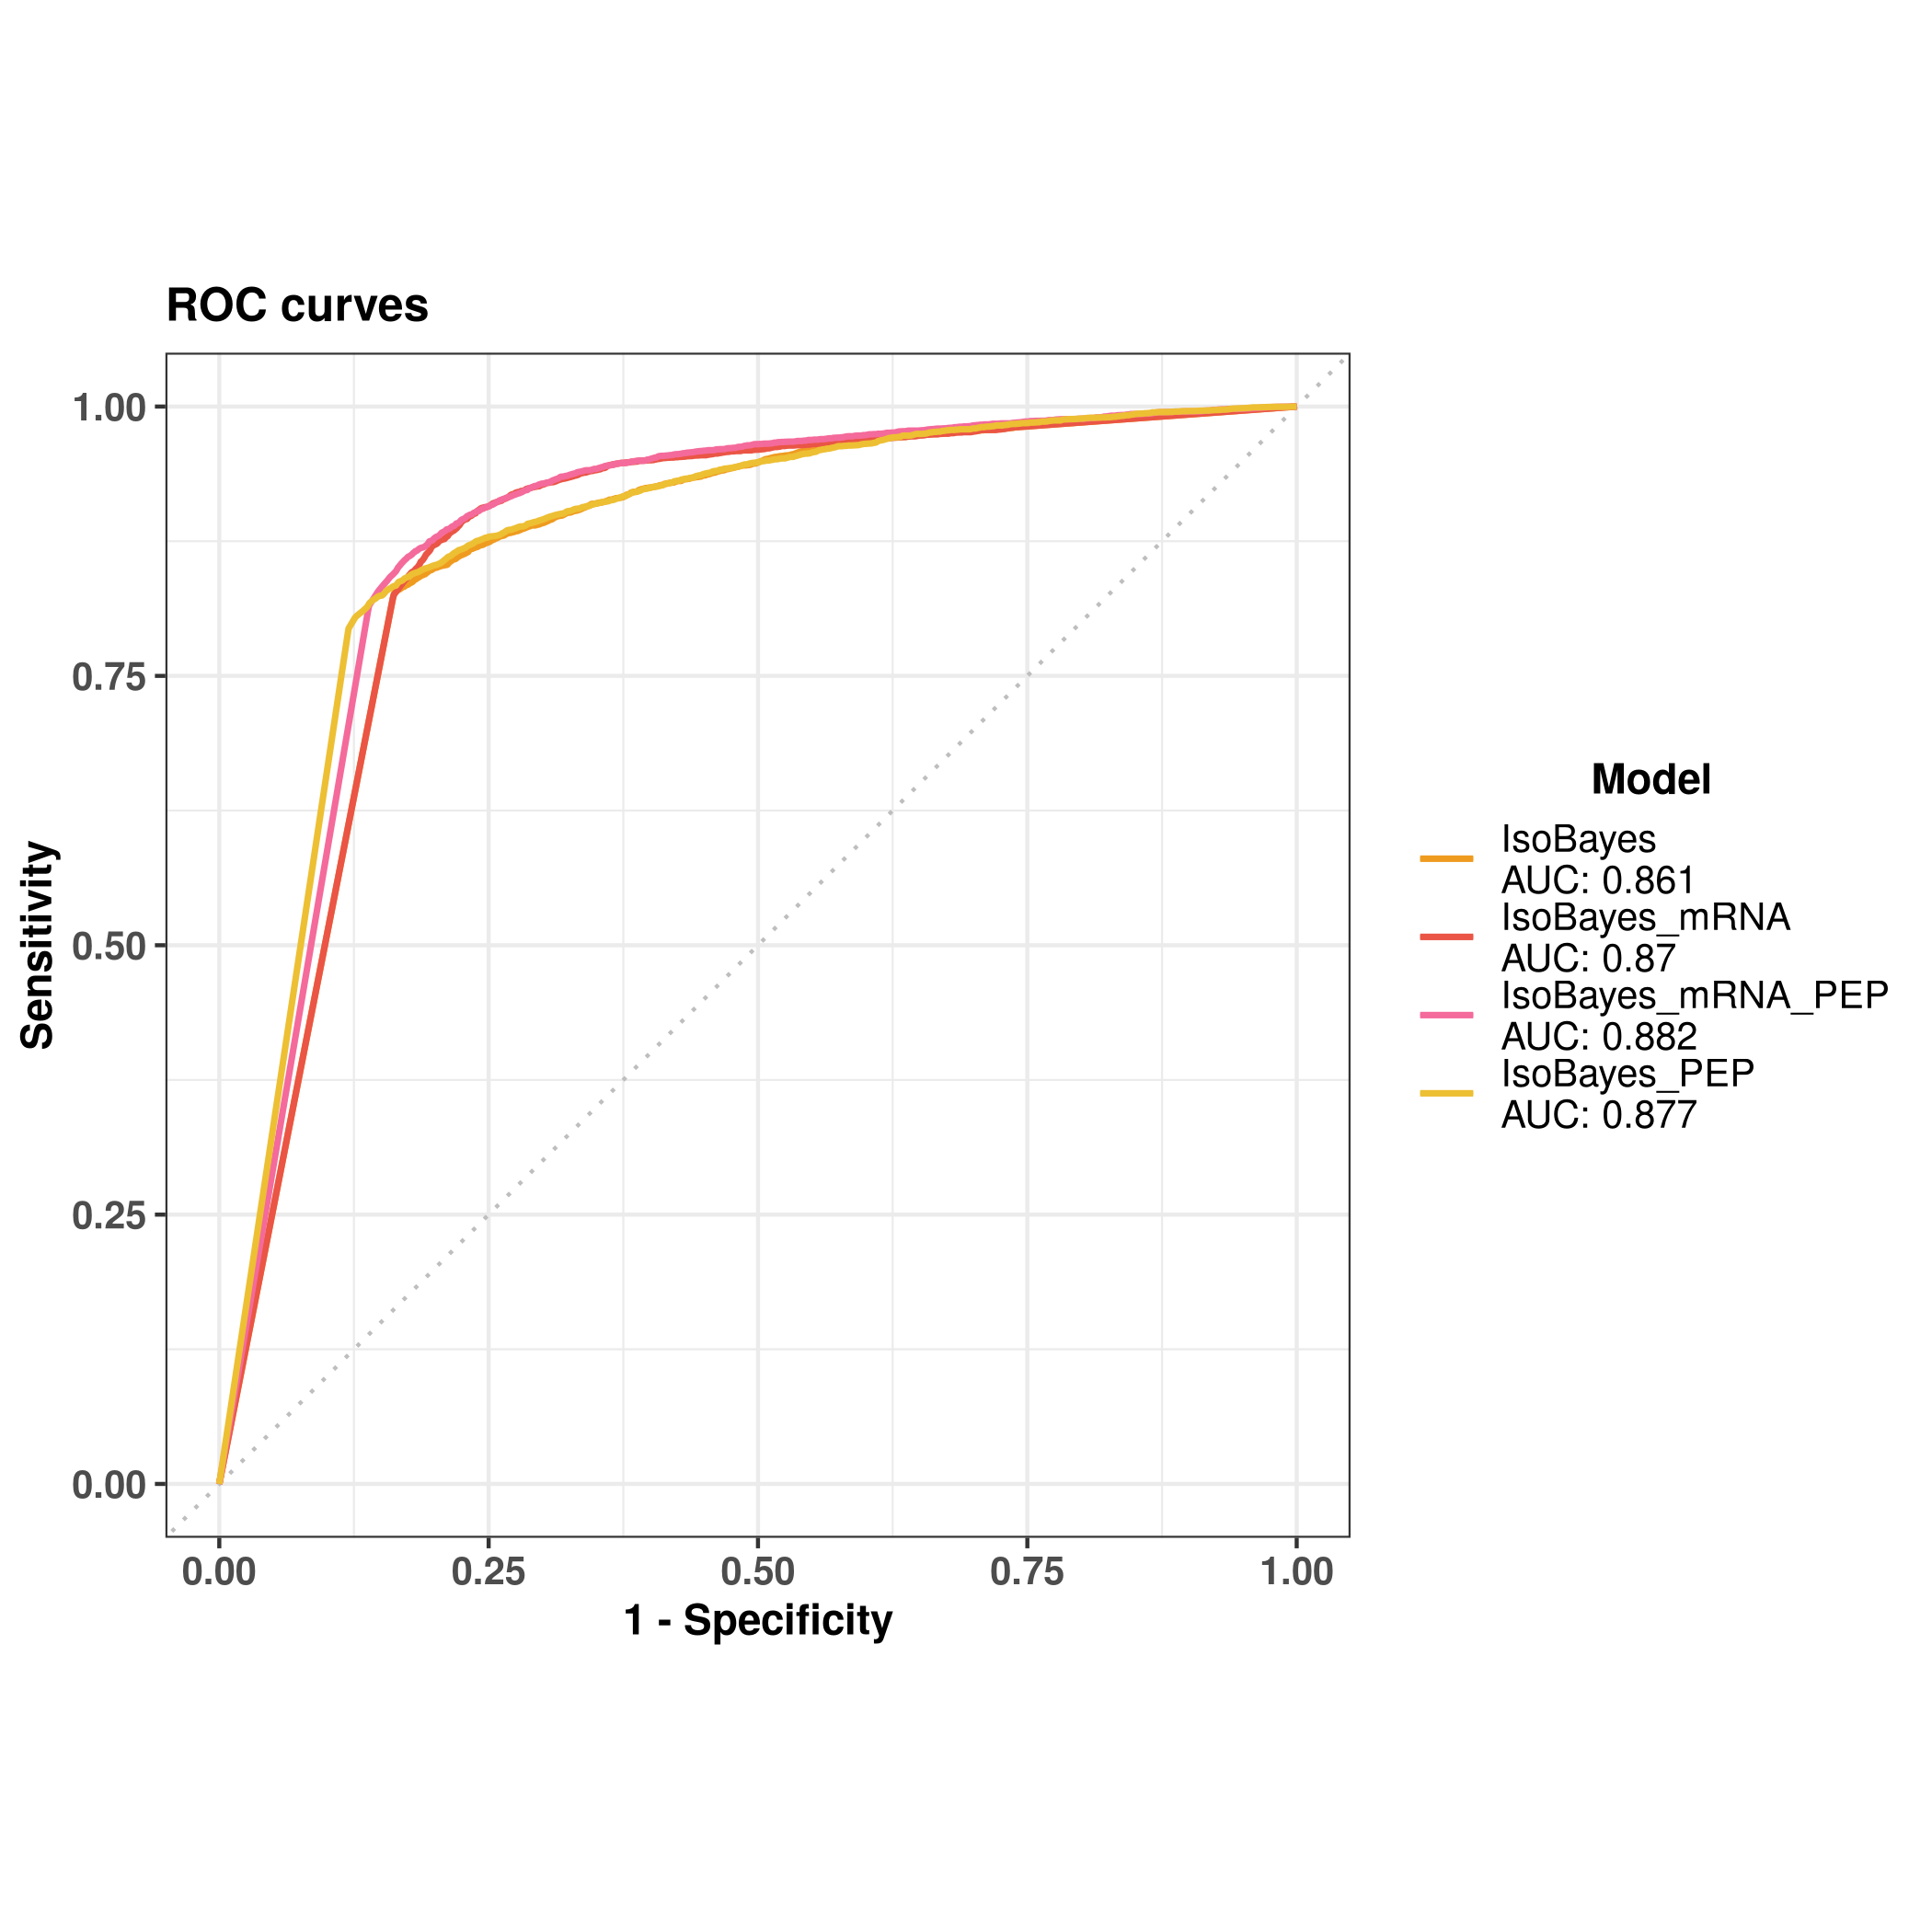 ROC curves
1.00
0.75
0.50
0.25
0.00
Sensitivity
0.00 0.25 0.50 0.75 1.00
1 - Specificity
Model
IsoBayes
AUC: 0.861
IsoBayes_mRNA
AUC: 0.87
IsoBayes_mRNA_PEP
AUC: 0.882
IsoBayes_PEP
AUC: 0.877